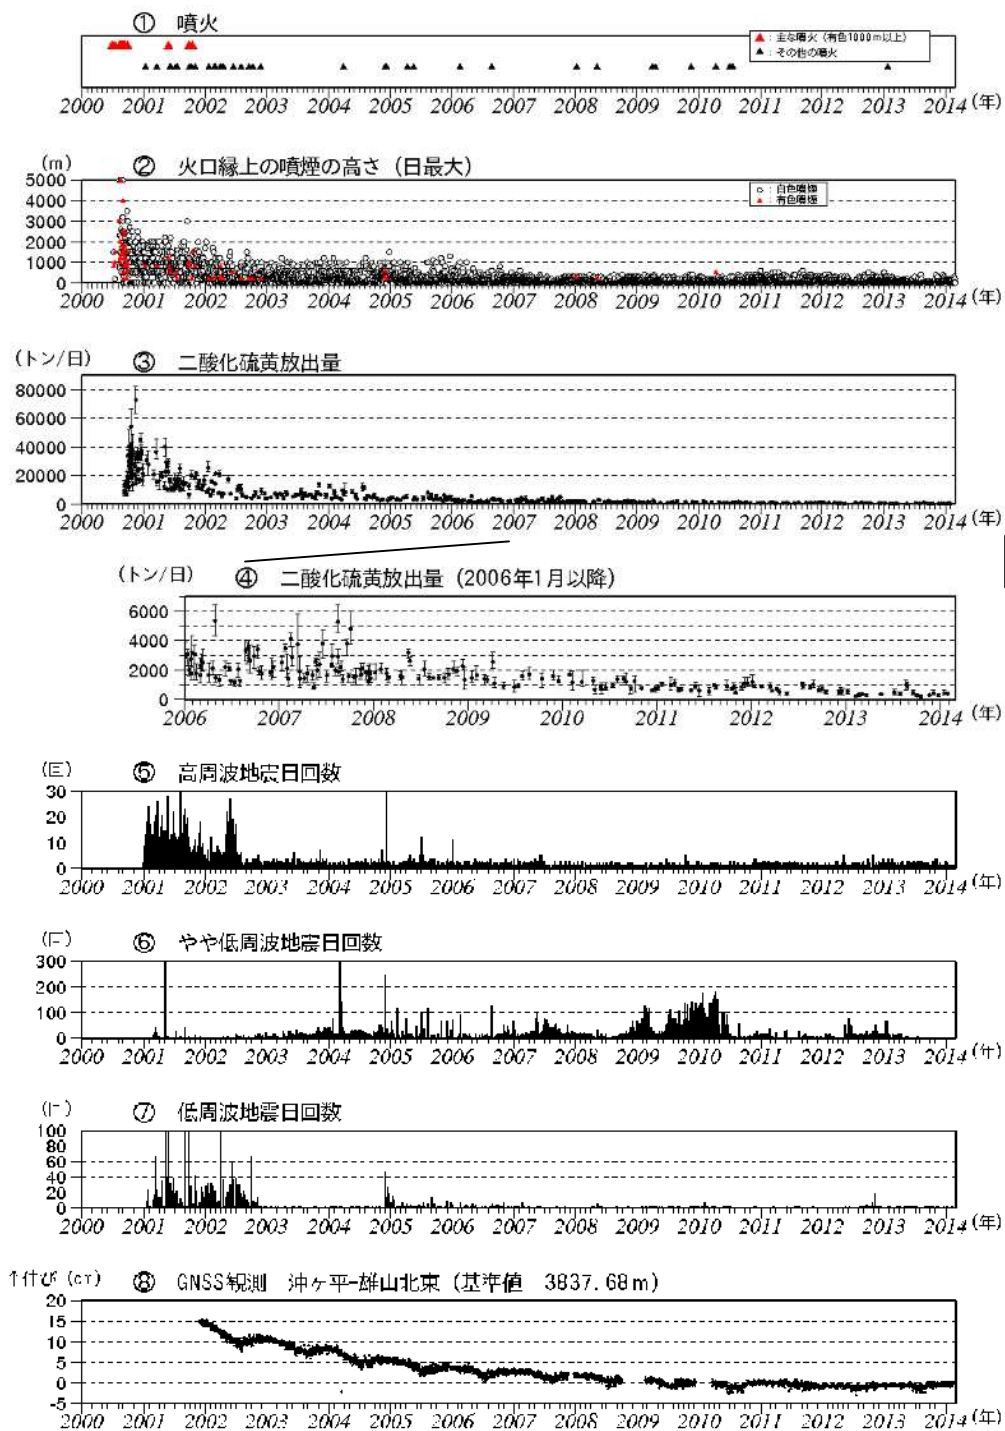 ① 噴火
▲：主な噴火（有色1000m以上）
▲：その他の噴火
2000 2001 2002 2003 2004 2005 2006 2007 2008 2009 2010 2011 2012 2013 2014 (年)
(m) ② 火口縁上の噴煙の高さ（日最大）
○：白色噴煙
▲：有色噴煙
5000
4000
3000
2000
1000
0
2000 2001 2002 2003 2004 2005 2006 2007 2008 2009 2010 2011 2012 2013 2014 (年)
(トン/日) ③ 二酸化硫黄放出量
80000
60000
40000
20000
0
2000 2001 2002 2003 2004 2005 2006 2007 2008 2009 2010 2011 2012 2013 2014 (年)
(トン/日) ④ 二酸化硫黄放出量（2006年1月以降）
6000
4000
2000
0
2006 2007 2008 2009 2010 2011 2012 2013 2014 (年)
(回) ⑤ 高周波地震日回数
30
20
10
0
2000 2001 2002 2003 2004 2005 2006 2007 2008 2009 2010 2011 2012 2013 2014 (年)
(回) ⑥ やや低周波地震日回数
300
200
100
0
2000 2001 2002 2003 2004 2005 2006 2007 2008 2009 2010 2011 2012 2013 2014 (年)
(回) ⑦ 低周波地震日回数
100
80
60
40
20
0
2000 2001 2002 2003 2004 2005 2006 2007 2008 2009 2010 2011 2012 2013 2014 (年)
↑伸び (cm) ⑧ GNSS観測 沖ヶ平-雄山北東（基準値 3837.68m）
20
15
10
5
0
-5
2000 2001 2002 2003 2004 2005 2006 2007 2008 2009 2010 2011 2012 2013 2014 (年)